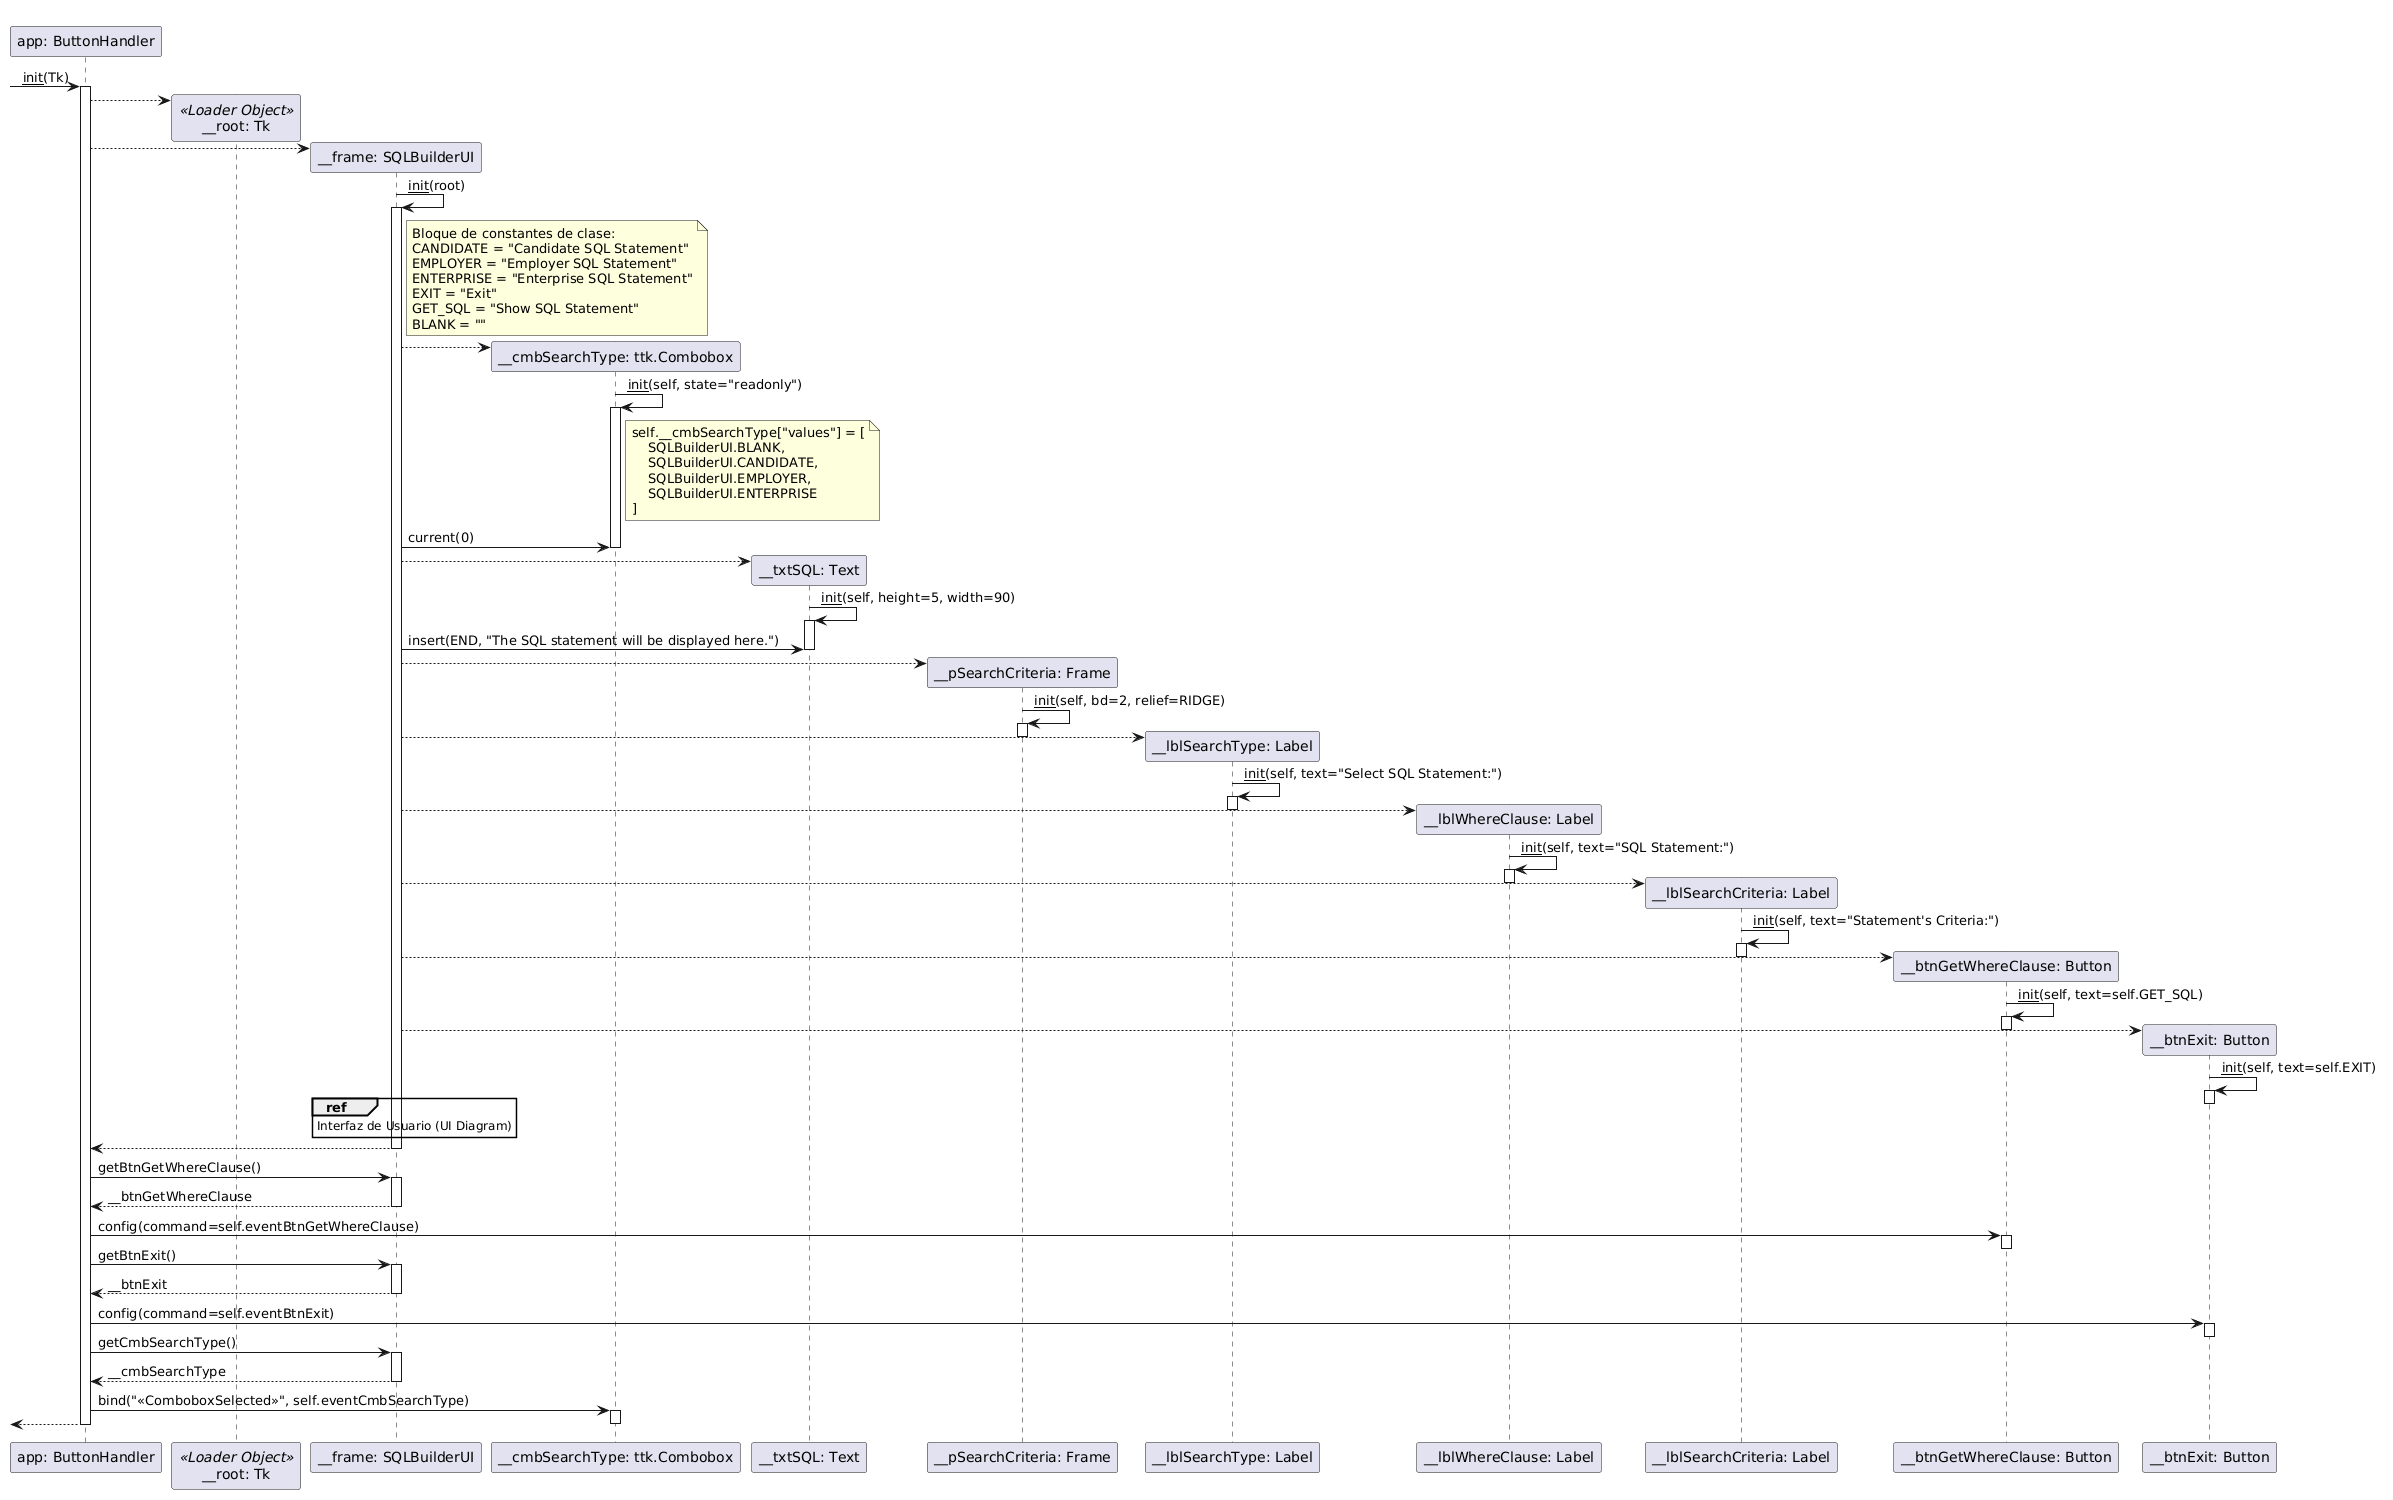 app: ButtonHandler
init(Tk)
«Loader Object»
__root: Tk
__frame: SQLBuilderUI
init(root)
Bloque de constantes de clase:
CANDIDATE = "Candidate SQL Statement"
EMPLOYER = "Employer SQL Statement"
ENTERPRISE = "Enterprise SQL Statement"
EXIT = "Exit"
GET_SQL = "Show SQL Statement"
BLANK = ""
__cmbSearchType: ttk.Combobox
init(self, state="readonly")
self.__cmbSearchType["values"] = [
SQLBuilderUI.BLANK,
SQLBuilderUI.CANDIDATE,
SQLBuilderUI.EMPLOYER,
SQLBuilderUI.ENTERPRISE
]
current(0)
__txtSQL: Text
init(self, height=5, width=90)
insert(END, "The SQL statement will be displayed here.")
__pSearchCriteria: Frame
init(self, bd=2, relief=RIDGE)
__lblSearchType: Label
init(self, text="Select SQL Statement:")
__lblWhereClause: Label
init(self, text="SQL Statement:")
__lblSearchCriteria: Label
init(self, text="Statement's Criteria:")
__btnGetWhereClause: Button
init(self, text=self.GET_SQL)
__btnExit: Button
init(self, text=self.EXIT)
ref
Interfaz de Usuario (UI Diagram)
getBtnGetWhereClause()
__btnGetWhereClause
config(command=self.eventBtnGetWhereClause)
getBtnExit()
__btnExit
config(command=self.eventBtnExit)
getCmbSearchType()
__cmbSearchType
bind("«ComboboxSelected»", self.eventCmbSearchType)
app: ButtonHandler
«Loader Object»
__root: Tk
__frame: SQLBuilderUI
__cmbSearchType: ttk.Combobox
__txtSQL: Text
__pSearchCriteria: Frame
__lblSearchType: Label
__lblWhereClause: Label
__lblSearchCriteria: Label
__btnGetWhereClause: Button
__btnExit: Button